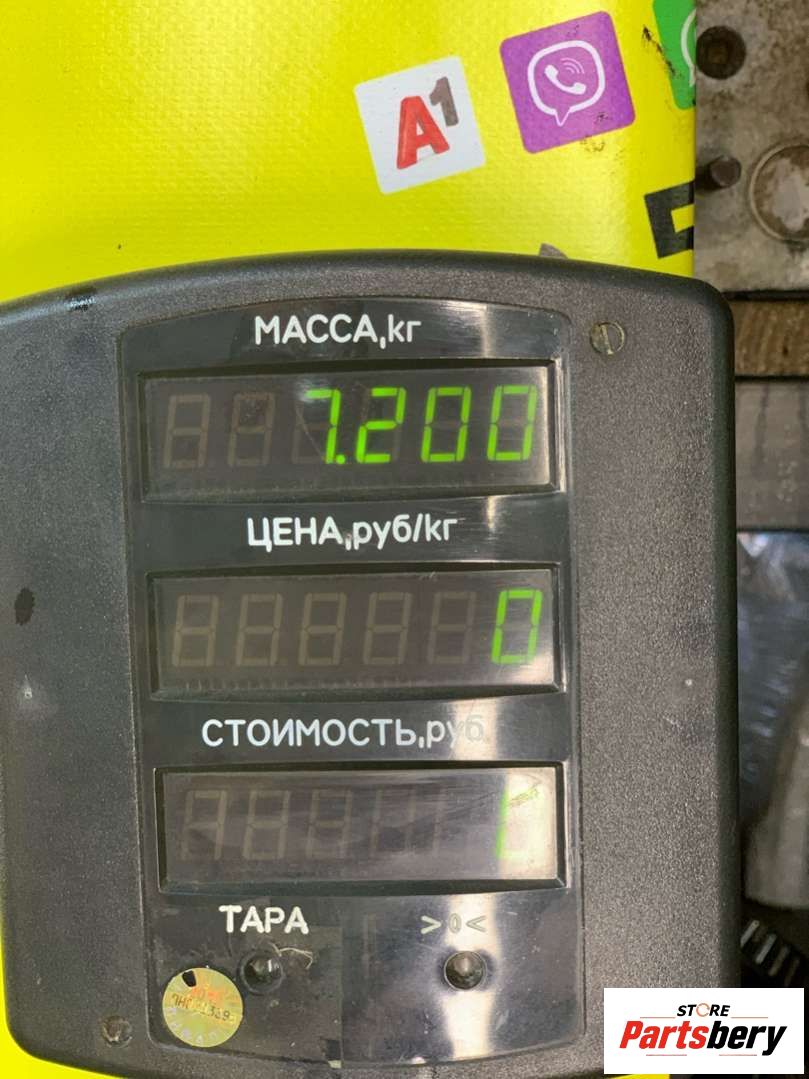 A1
МАССА,кг
7.200
ЦЕНА,руб/кг
0
СТОИМОСТЬ,руб
L
ТАРА
>0<
STORE
Partsbery